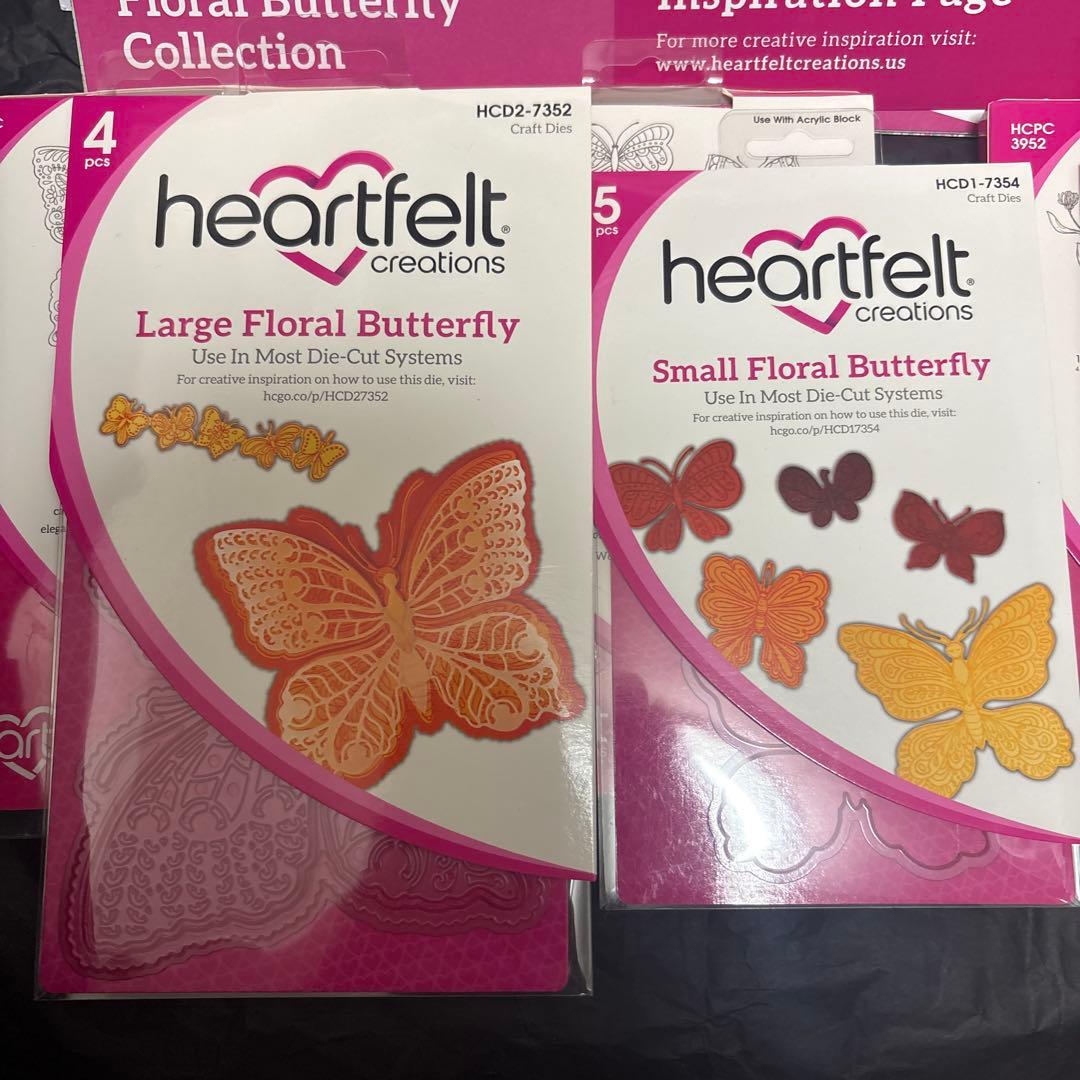 Floral Butterfly
Collection
Inspiration Page
For more creative inspiration visit:
www.heartfeltcreations.us
4
pcs
HCD2-7352
Craft Dies
heartfelt®
creations
Large Floral Butterfly
Use In Most Die-Cut Systems
For creative inspiration on how to use this die, visit:
hcgo.co/p/HCD27352
Use With Acrylic Block
5
pcs
HCD1-7354
Craft Dies
heartfelt®
creations
Small Floral Butterfly
Use In Most Die-Cut Systems
For creative inspiration on how to use this die, visit:
hcgo.co/p/HCD17354
HCPC
3952